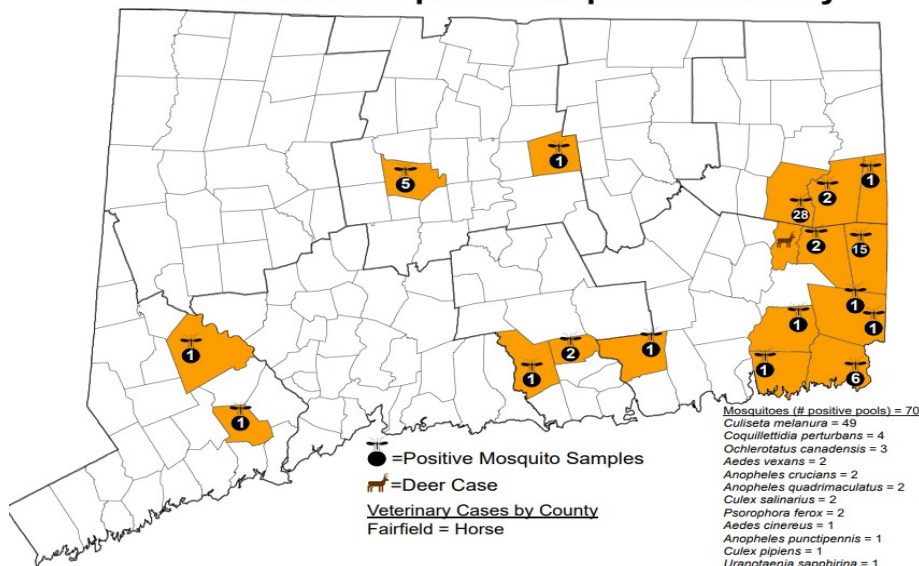 1
1
5
2
28
2
15
1
1
1
1
2
1
1
1
6
1
=Positive Mosquito Samples
=Deer Case
Veterinary Cases by County
Fairfield = Horse
Mosquitoes (# positive pools) = 70
Culiseta melanura = 49
Coquillettidia perturbans = 4
Ochlerotatus canadensis = 3
Aedes vexans = 2
Anopheles crucians = 2
Anopheles quadrimaculatus = 2
Culex salinarius = 2
Psorophora ferox = 2
Aedes cinereus = 1
Anopheles punctipennis = 1
Culex pipiens = 1
Uranotaenia sapphirina = 1